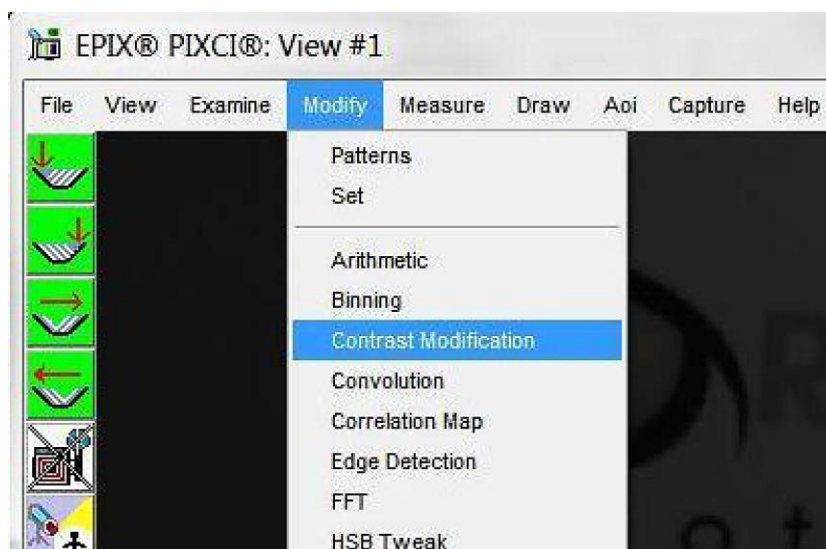 EPIX® PIXCI®: View #1
File View Examine Modify Measure Draw Aoi Capture Help
Patterns
Set
Arithmetic
Binning
Contrast Modification
Convolution
Correlation Map
Edge Detection
FFT
HSB Tweak